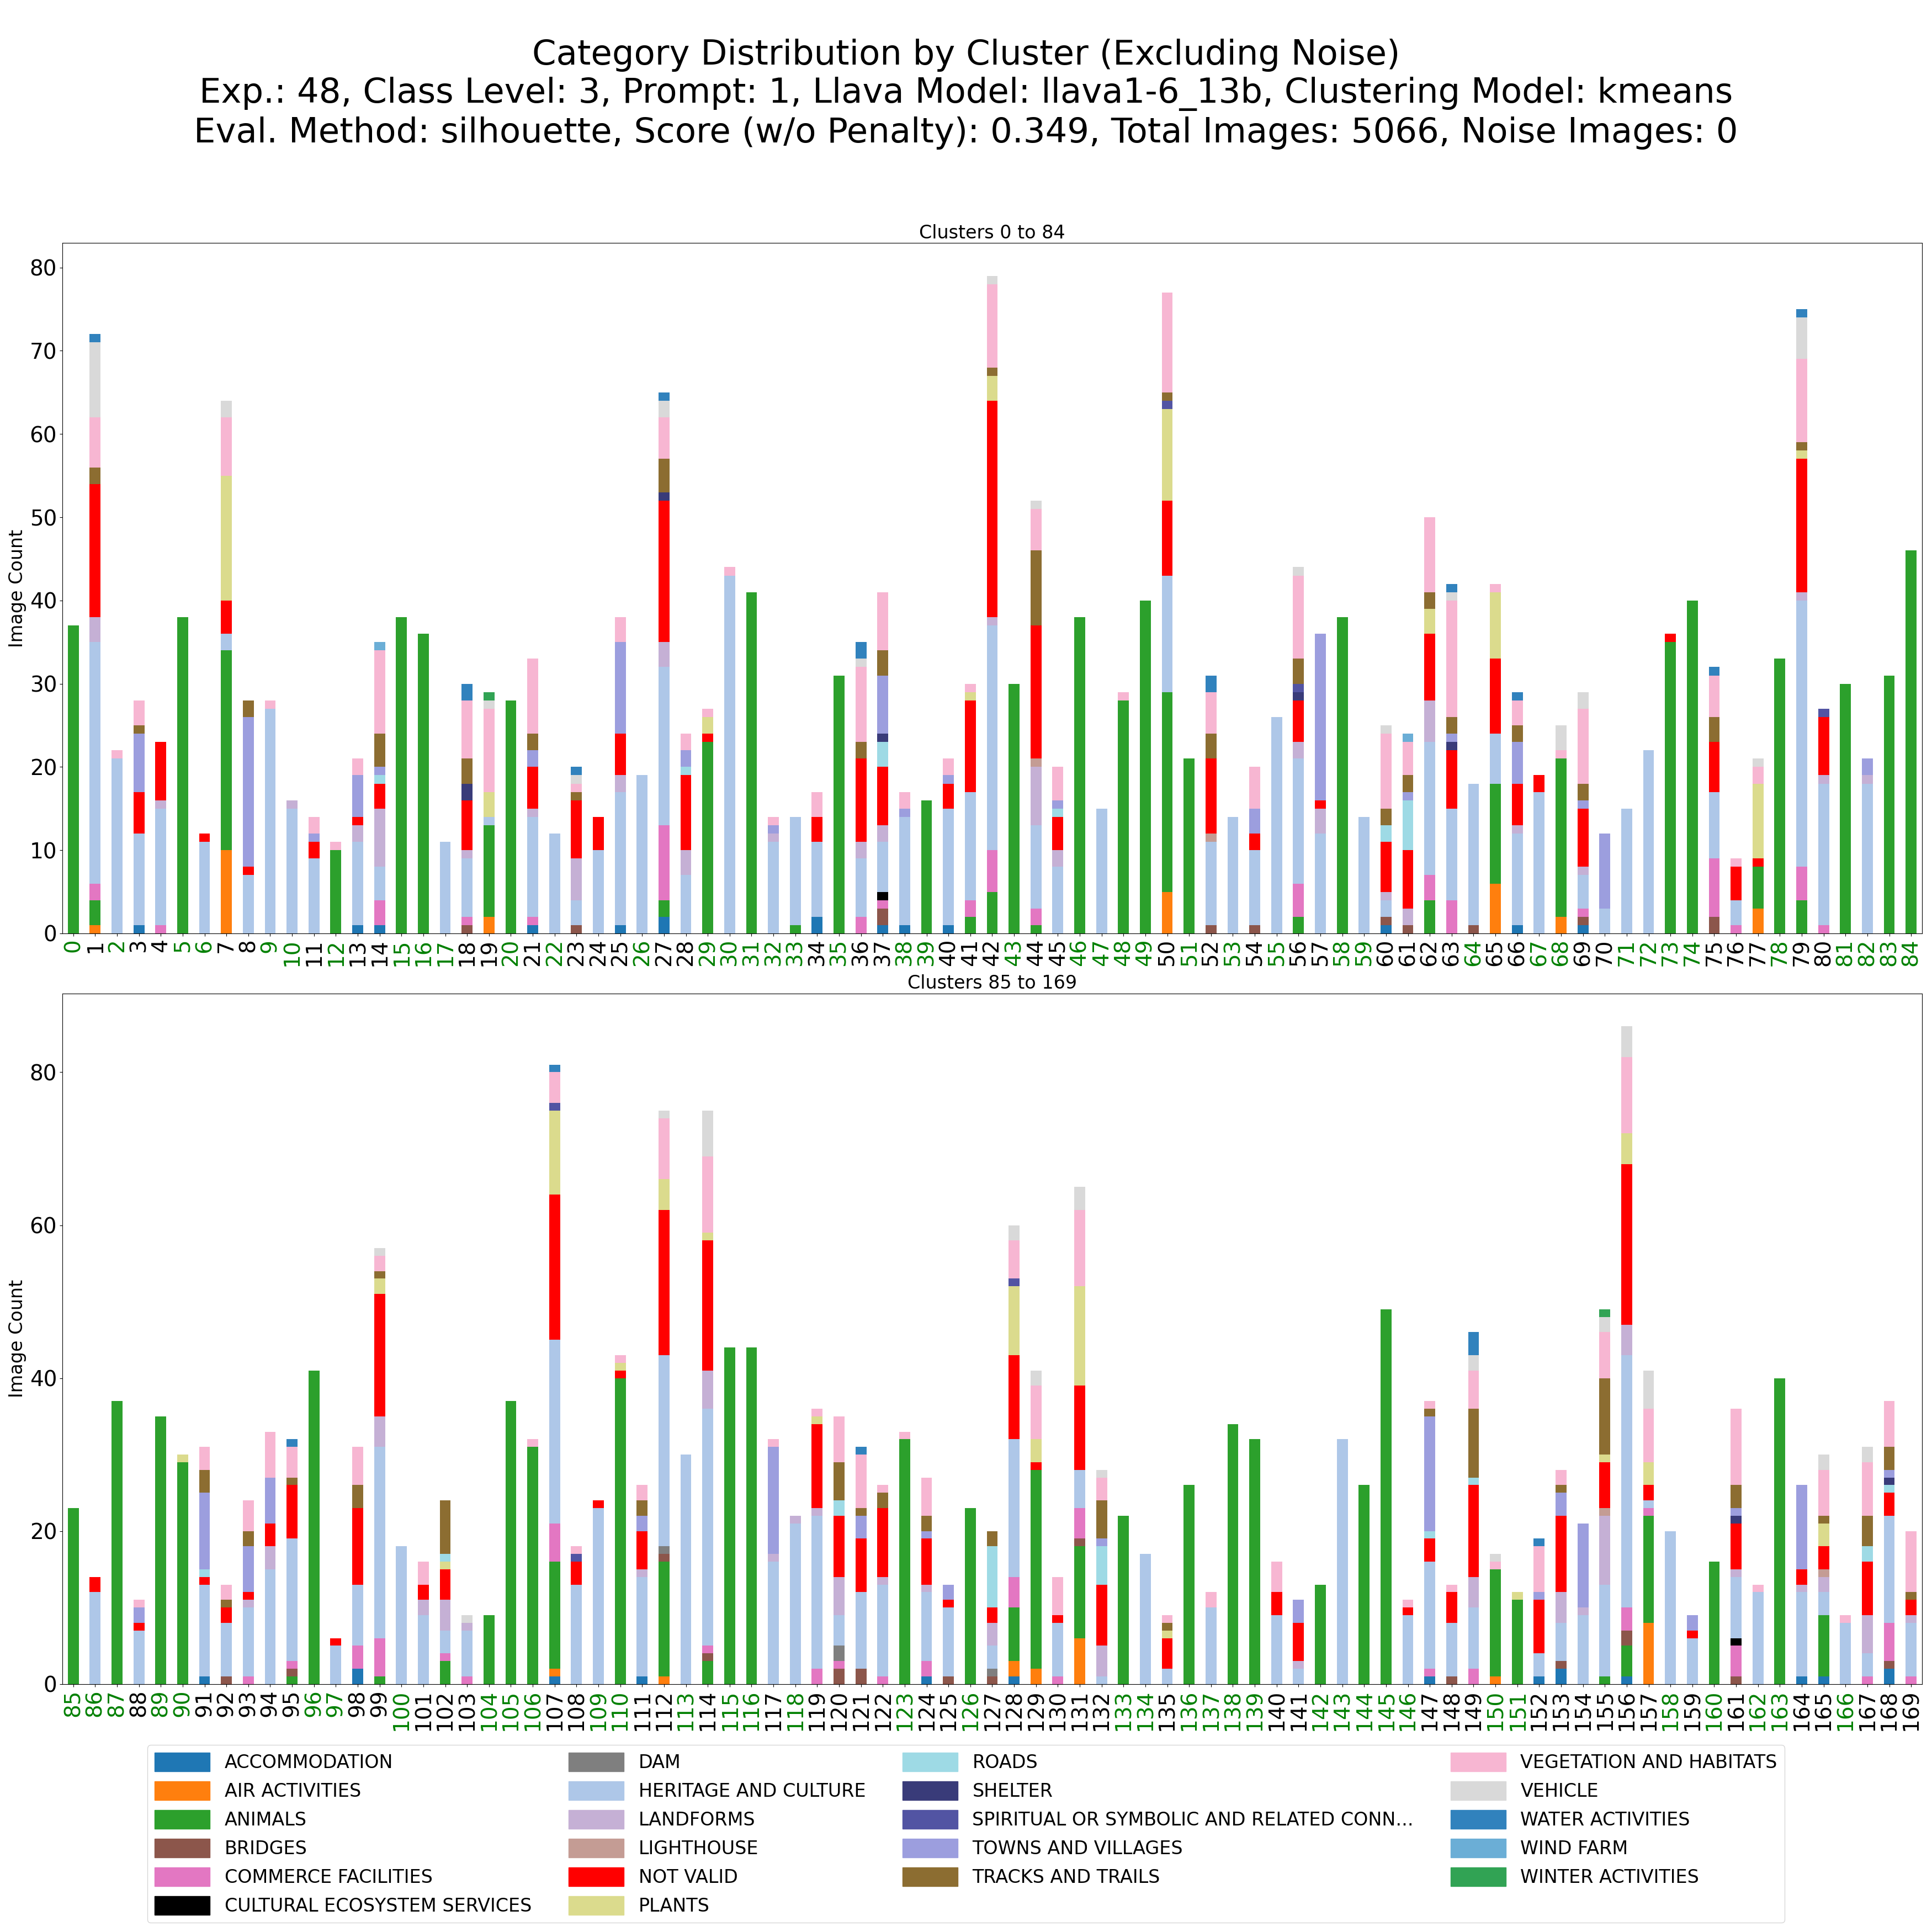 Category Distribution by Cluster (Excluding Noise)
Exp.: 48, Class Level: 3, Prompt: 1, Llava Model: llava1-6_13b, Clustering Model: kmeans
Eval. Method: silhouette, Score (w/o Penalty): 0.349, Total Images: 5066, Noise Images: 0
Clusters 0 to 84
80
70
60
50
40
30
20
10
0
Image Count
0 1 2 3 4 5 6 7 8 9 10 11 12 13 14 15 16 17 18 19 20 21 22 23 24 25 26 27 28 29 30 31 32 33 34 35 36 37 38 39 40 41 42 43 44 45 46 47 48 49 50 51 52 53 54 55 56 57 58 59 60 61 62 63 64 65 66 67 68 69 70 71 72 73 74 75 76 77 78 79 80 81 82 83 84
Clusters 85 to 169
80
60
40
20
0
Image Count
85 86 87 88 89 90 91 92 93 94 95 96 97 98 99 100 101 102 103 104 105 106 107 108 109 110 111 112 113 114 115 116 117 118 119 120 121 122 123 124 125 126 127 128 129 130 131 132 133 134 135 136 137 138 139 140 141 142 143 144 145 146 147 148 149 150 151 152 153 154 155 156 157 158 159 160 161 162 163 164 165 166 167 168 169
ACCOMMODATION
AIR ACTIVITIES
ANIMALS
BRIDGES
COMMERCE FACILITIES
CULTURAL ECOSYSTEM SERVICES
DAM
HERITAGE AND CULTURE
LANDFORMS
LIGHTHOUSE
NOT VALID
PLANTS
ROADS
SHELTER
SPIRITUAL OR SYMBOLIC AND RELATED CONN...
TOWNS AND VILLAGES
TRACKS AND TRAILS
VEGETATION AND HABITATS
VEHICLE
WATER ACTIVITIES
WIND FARM
WINTER ACTIVITIES